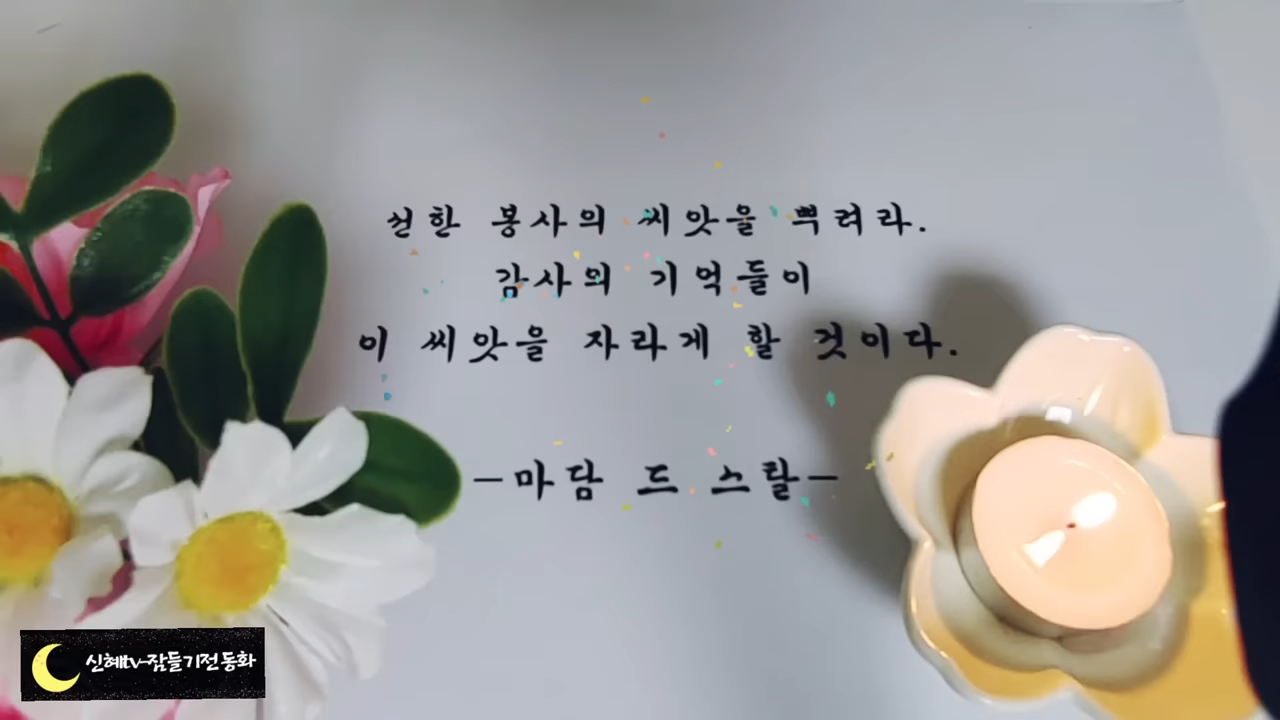 선한 봉사의 씨앗을 뿌려라.
감사의 기억들이
이 씨앗을 자라게 할 것이다.
-마담 드 스탈-
신혜tv-잠들기전동화